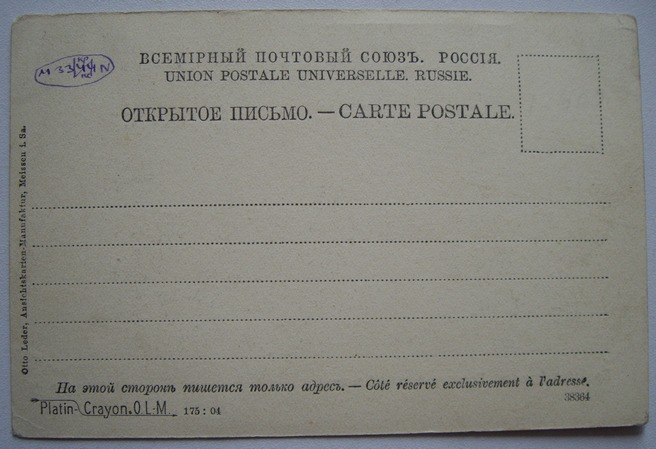 ВСЕМІРНЫЙ ПОЧТОВЫЙ СОЮЗЪ. РОССІЯ.
UNION POSTALE UNIVERSELLE. RUSSIE.
ОТКРЫТОЕ ПИСЬМО. — CARTE POSTALE.
Otto Leder, Ansichtskarten-Manufaktur, Meissen i. Sa.
На этой сторонѣ пишется только адресъ. — Côté réservé exclusivement à l'adresse.
38364
Platin-Crayon. O.L-M. 175 : 04